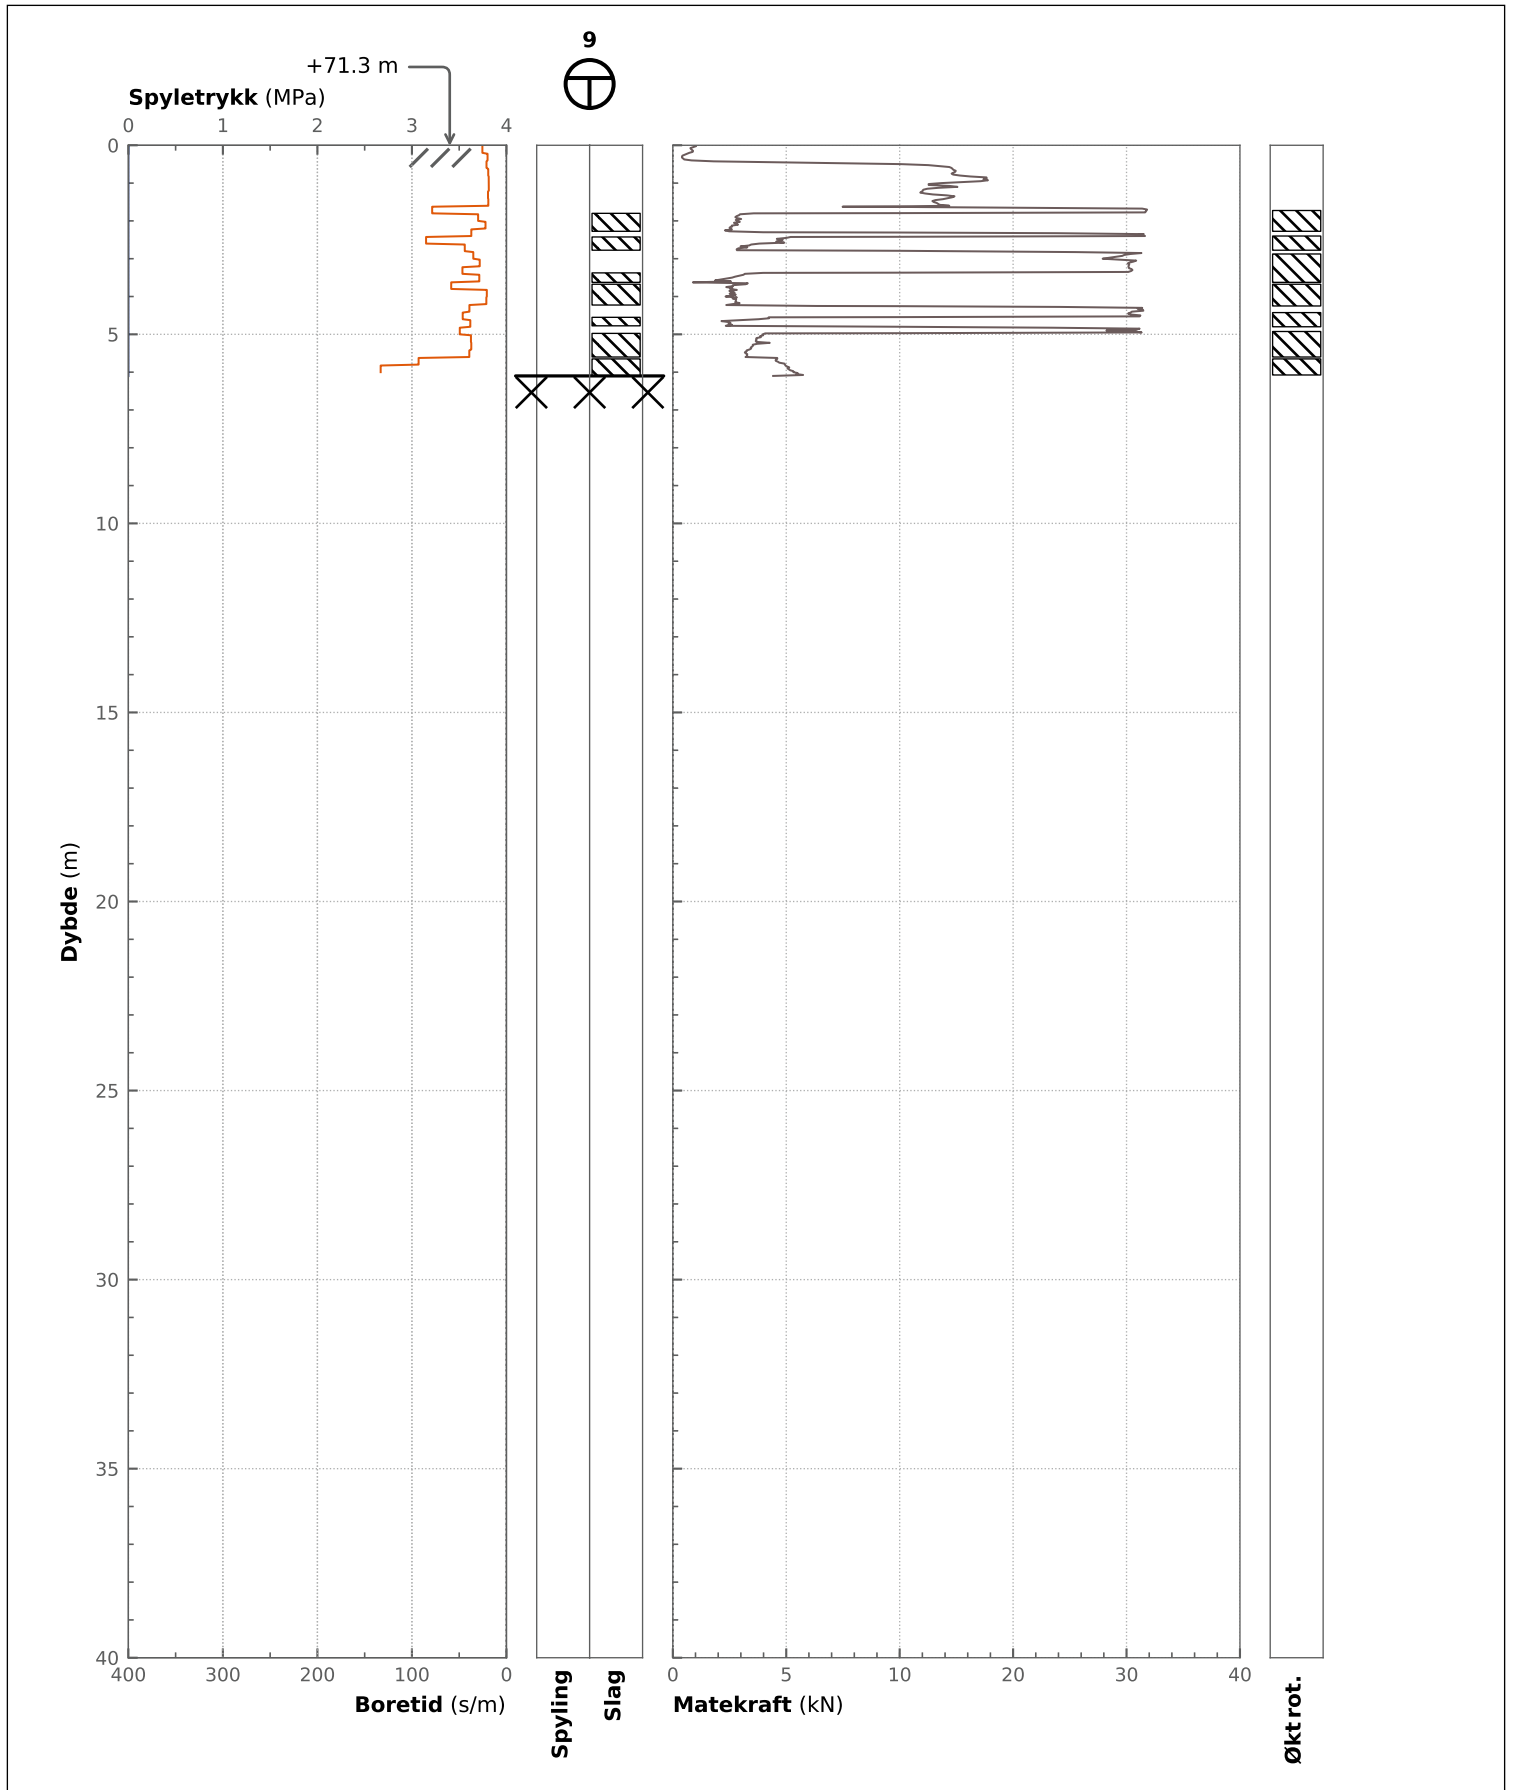 9
+71.3 m
Spyletrykk (MPa)
0 1 2 3 4
0
5
10
15
20
25
30
35
40
Dybde (m)
400 300 200 100 0
Boretid (s/m)
Spyling
Slag
0 5 10 20 30 40
Matekraft (kN)
Økt rot.